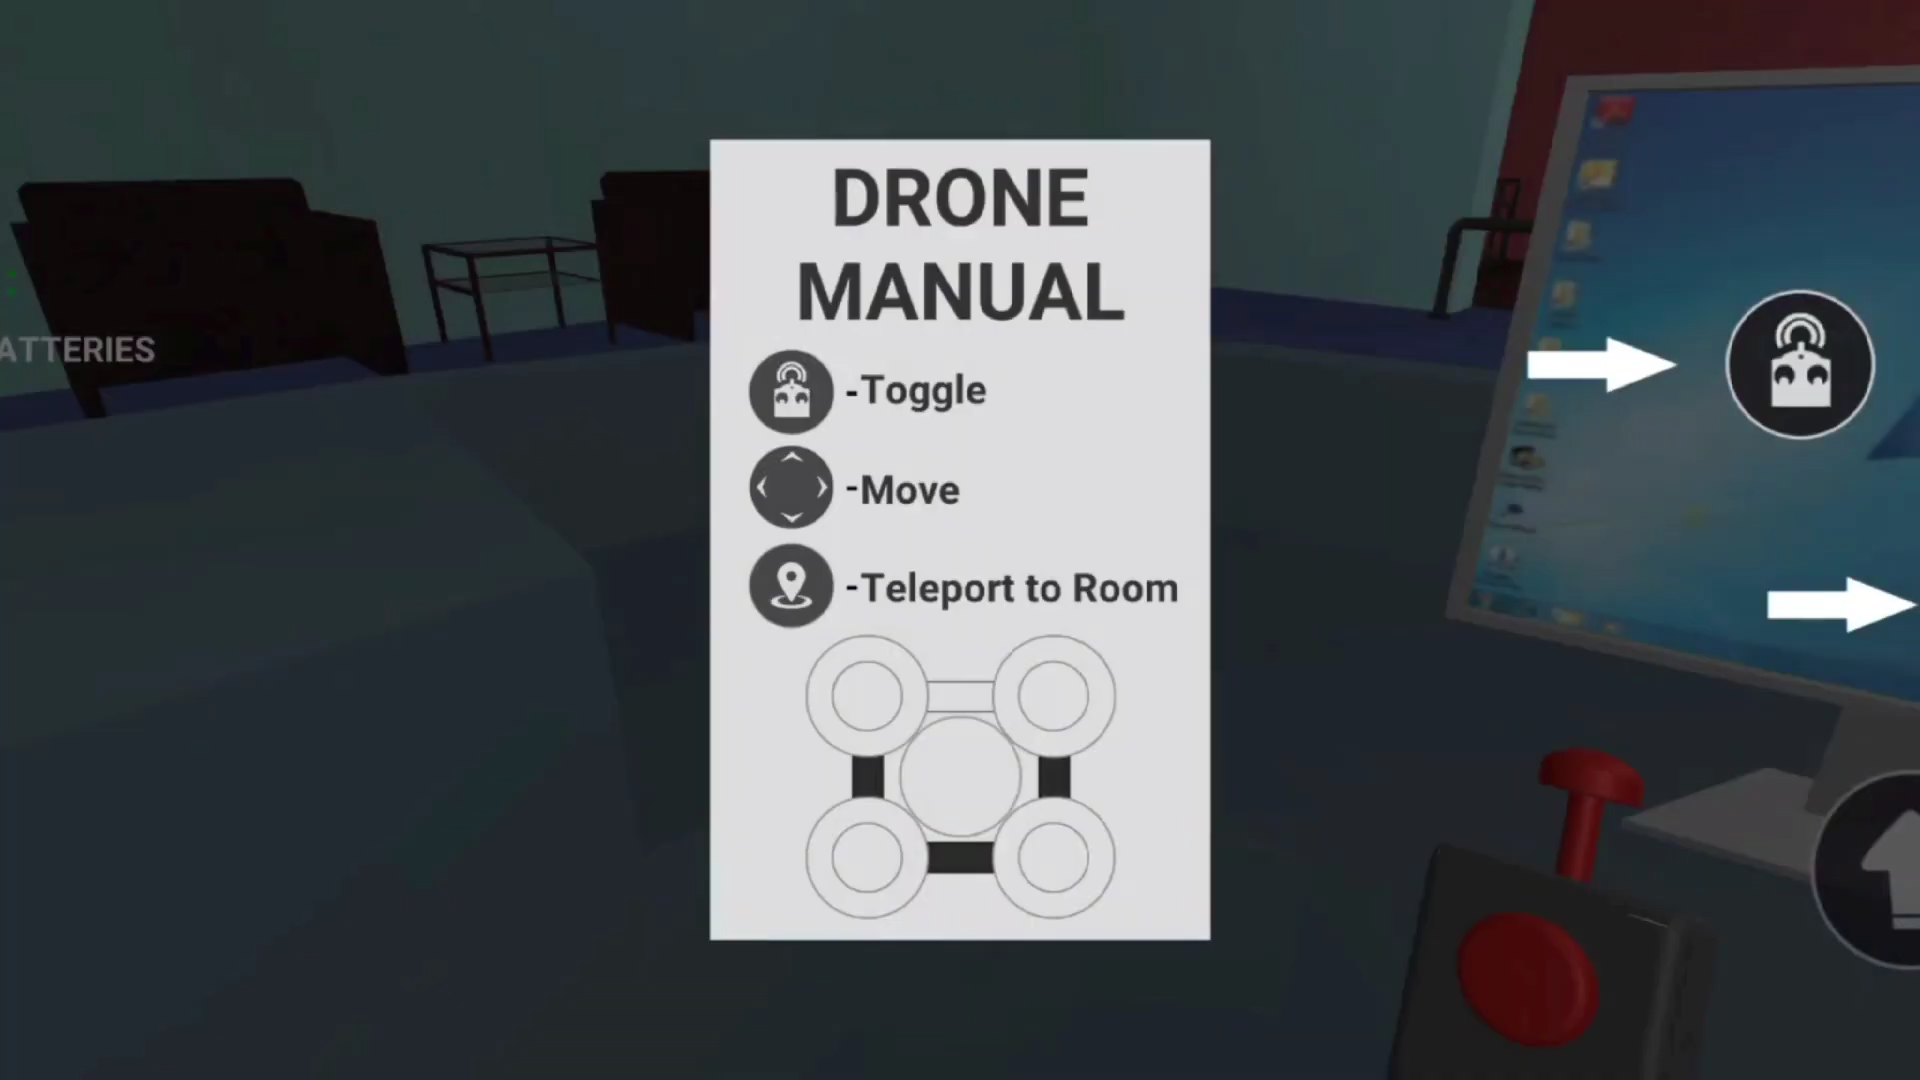 DRONE
MANUAL
-Toggle
ATTERIES
-Move
-Teleport to Room